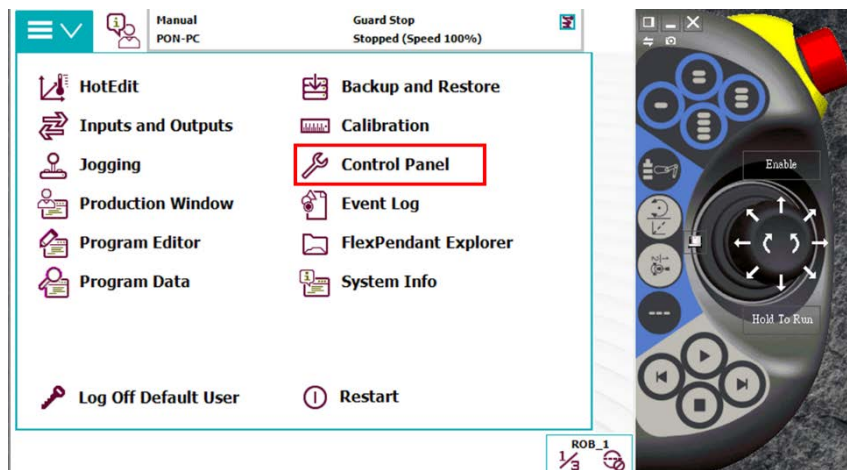 Manual
PON-PC
Guard Stop
Stopped (Speed 100%)
HotEdit
Backup and Restore
Inputs and Outputs
Calibration
Jogging
Control Panel
Production Window
Event Log
Program Editor
FlexPendant Explorer
Program Data
System Info
Log Off Default User
Restart
ROB_1
1/3
Enable
Hold To Run